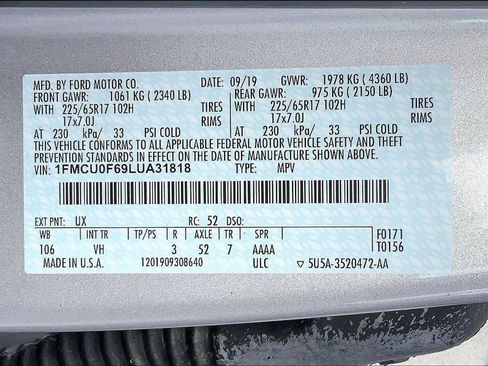 MFD. BY FORD MOTOR CO. DATE: 09/19 GVWR: 1978 KG ( 4360 LB)
FRONT GAWR: 1061 KG ( 2340 LB) REAR GAWR: 975 KG ( 2150 LB)
225/65R17 102H TIRES 225/65R17 102H TIRES
17x7.0J RIMS 17x7.0J RIMS
AT 230 kPa/ 33 PSI COLD AT 230 kPa/ 33 PSI COLD
THIS VEHICLE CONFORMS TO ALL APPLICABLE FEDERAL MOTOR VEHICLE SAFETY, BUMPER, AND THEFT PREVENTION STANDARDS IN EFFECT ON THE DATE OF MANUFACTURE SHOWN ABOVE.
VIN: 1FMCU0F69LUA31818 TYPE: MPV
EXT PNT: UX RC: 52 DSO:
WB INT TR TP/PS R AXLE TR SPR F0171
106 VH 3 52 7 AAAA T0156
MADE IN U.S.A. 1201909308640 ULC ▽ 5U5A-3520472-AA